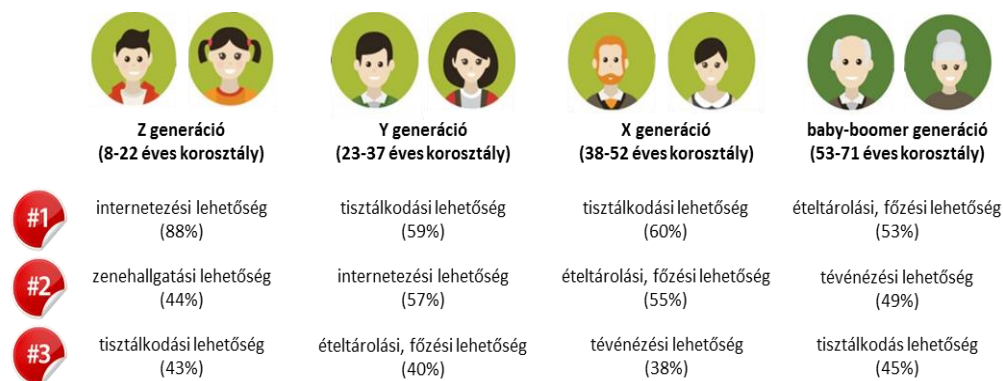 Z generáció
(8-22 éves korosztály)
Y generáció
(23-37 éves korosztály)
X generáció
(38-52 éves korosztály)
baby-boomer generáció
(53-71 éves korosztály)
#1
internetezési lehetőség
(88%)
tisztálkodási lehetőség
(59%)
tisztálkodási lehetőség
(60%)
ételtárolási, főzési lehetőség
(53%)
#2
zenehallgatási lehetőség
(44%)
internetezési lehetőség
(57%)
ételtárolási, főzési lehetőség
(55%)
tévénézési lehetőség
(49%)
#3
tisztálkodási lehetőség
(43%)
ételtárolási, főzési lehetőség
(40%)
tévénézési lehetőség
(38%)
tisztálkodás lehetőség
(45%)